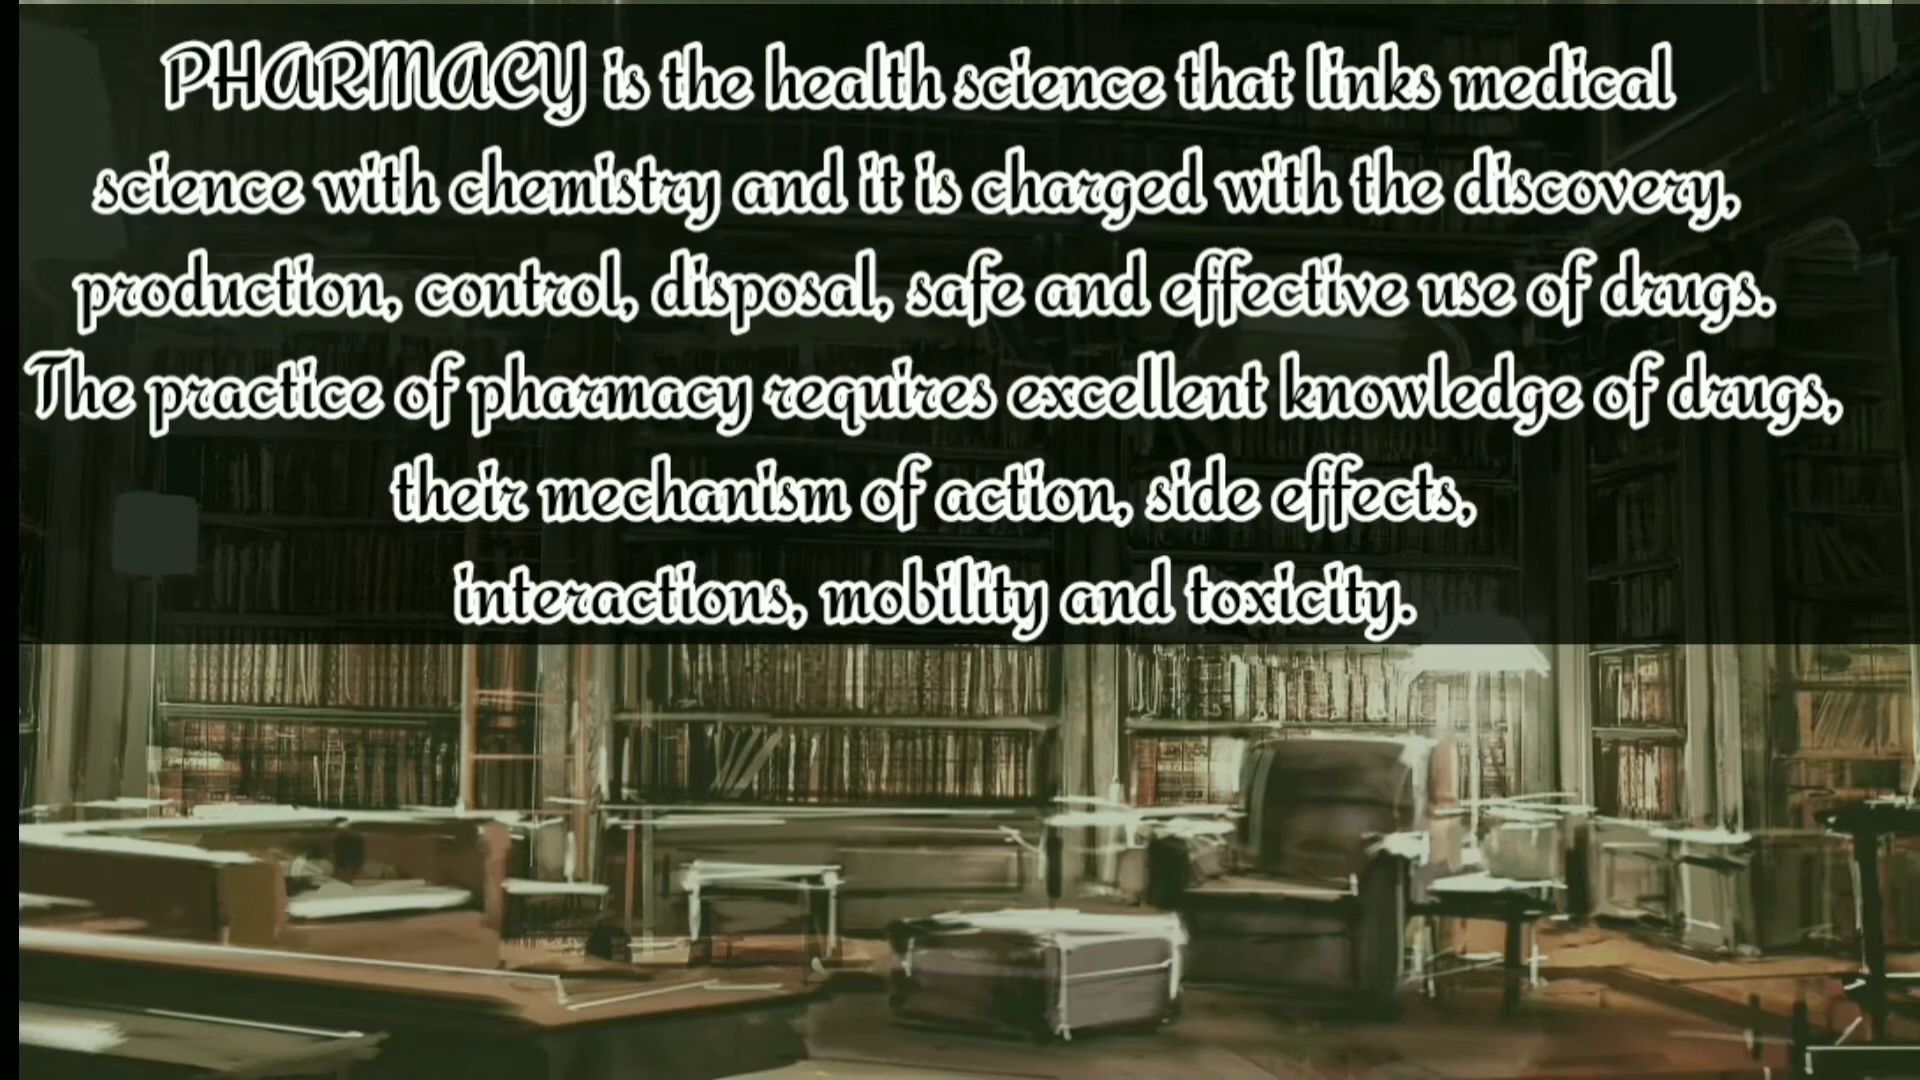 PHARMACY is the health science that links medical
science with chemistry and it is charged with the discovery,
production, control, disposal, safe and effective use of drugs.
The practice of pharmacy requires excellent knowledge of drugs,
their mechanism of action, side effects,
interactions, mobility and toxicity.